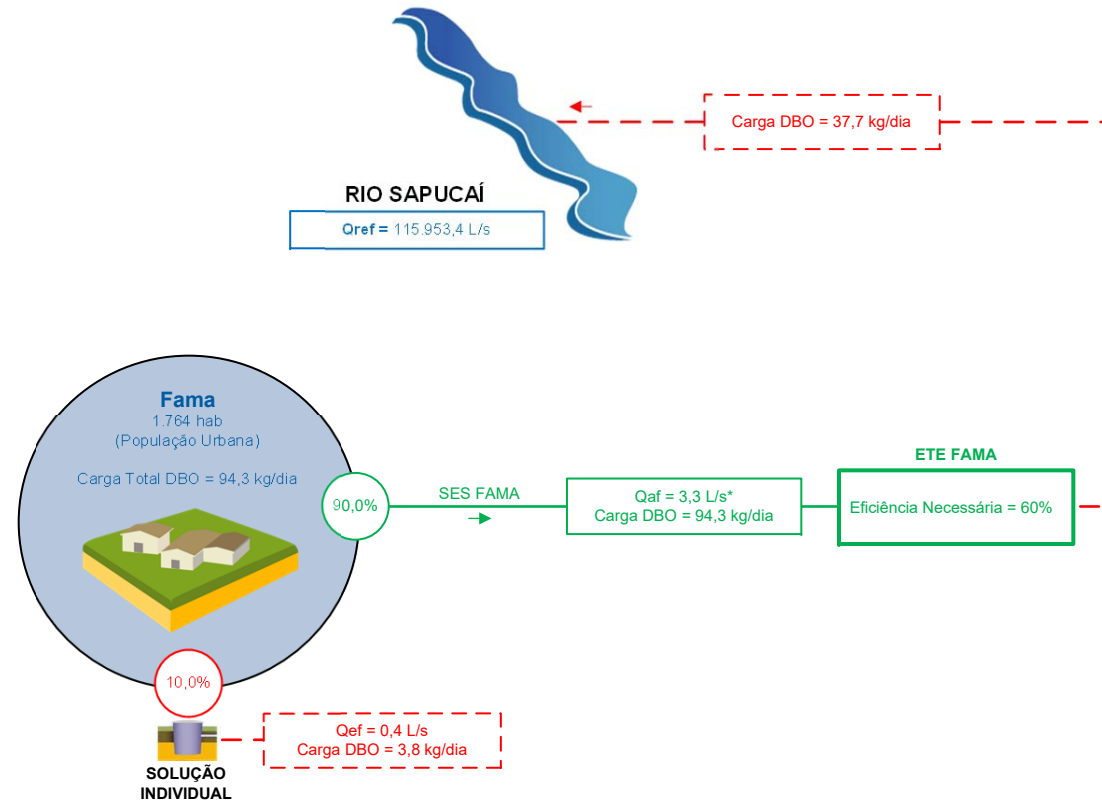 Carga DBO = 37,7 kg/dia
RIO SAPUCAÍ
Qref = 115.953,4 L/s
Fama
1.764 hab
(População Urbana)
Carga Total DBO = 94,3 kg/dia
90,0%
SES FAMA
Qaf = 3,3 L/s*
Carga DBO = 94,3 kg/dia
ETE FAMA
Eficiência Necessária = 60%
10,0%
Qef = 0,4 L/s
Carga DBO = 3,8 kg/dia
SOLUÇÃO
INDIVIDUAL